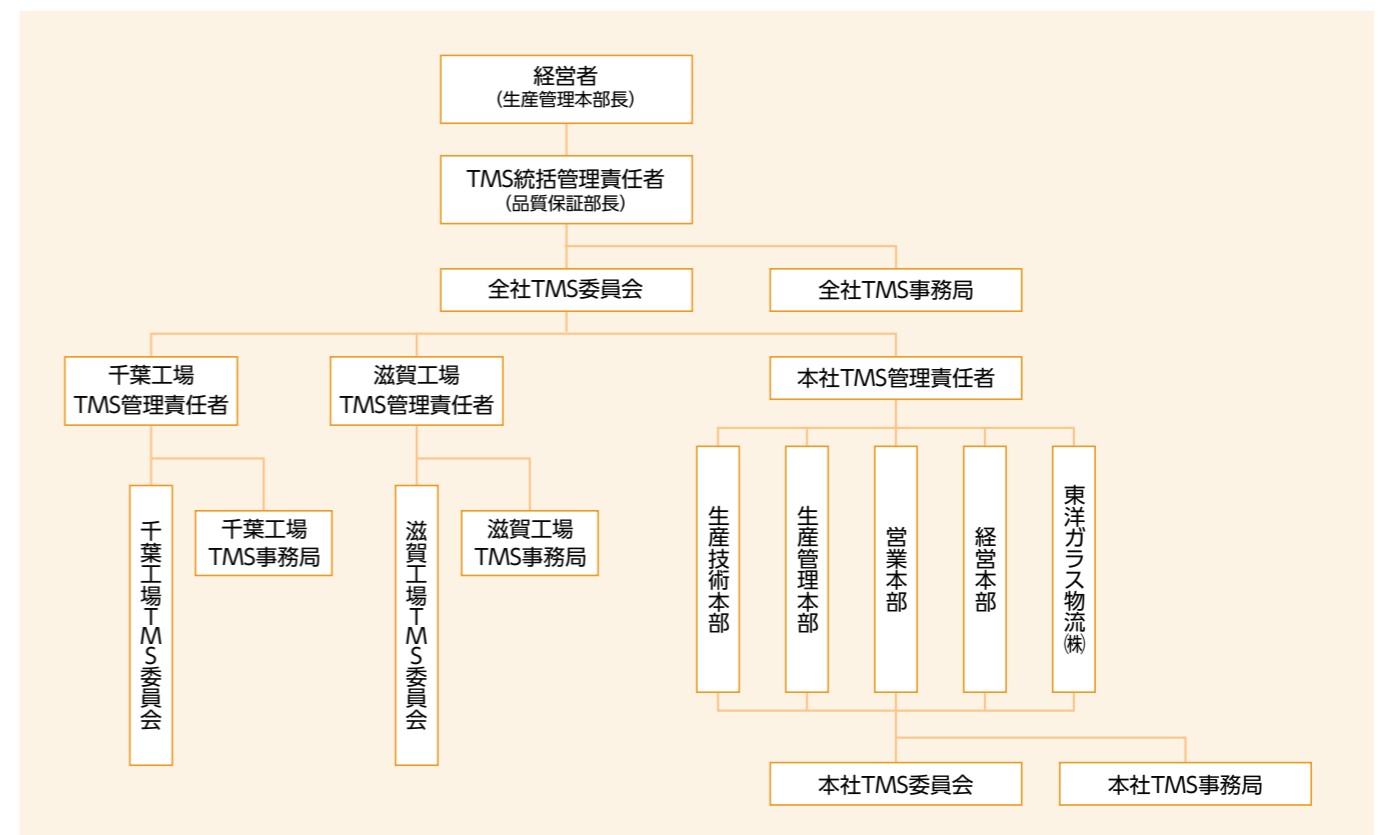 経営者
（生産管理本部長）
TMS統括管理責任者
（品質保証部長）
全社TMS委員会
全社TMS事務局
千葉工場
TMS管理責任者
滋賀工場
TMS管理責任者
本社TMS管理責任者
千葉工場TMS委員会
千葉工場
TMS事務局
滋賀工場TMS委員会
滋賀工場
TMS事務局
生産技術本部
生産管理本部
営業本部
経営本部
東洋ガラス物流㈱
本社TMS委員会
本社TMS事務局